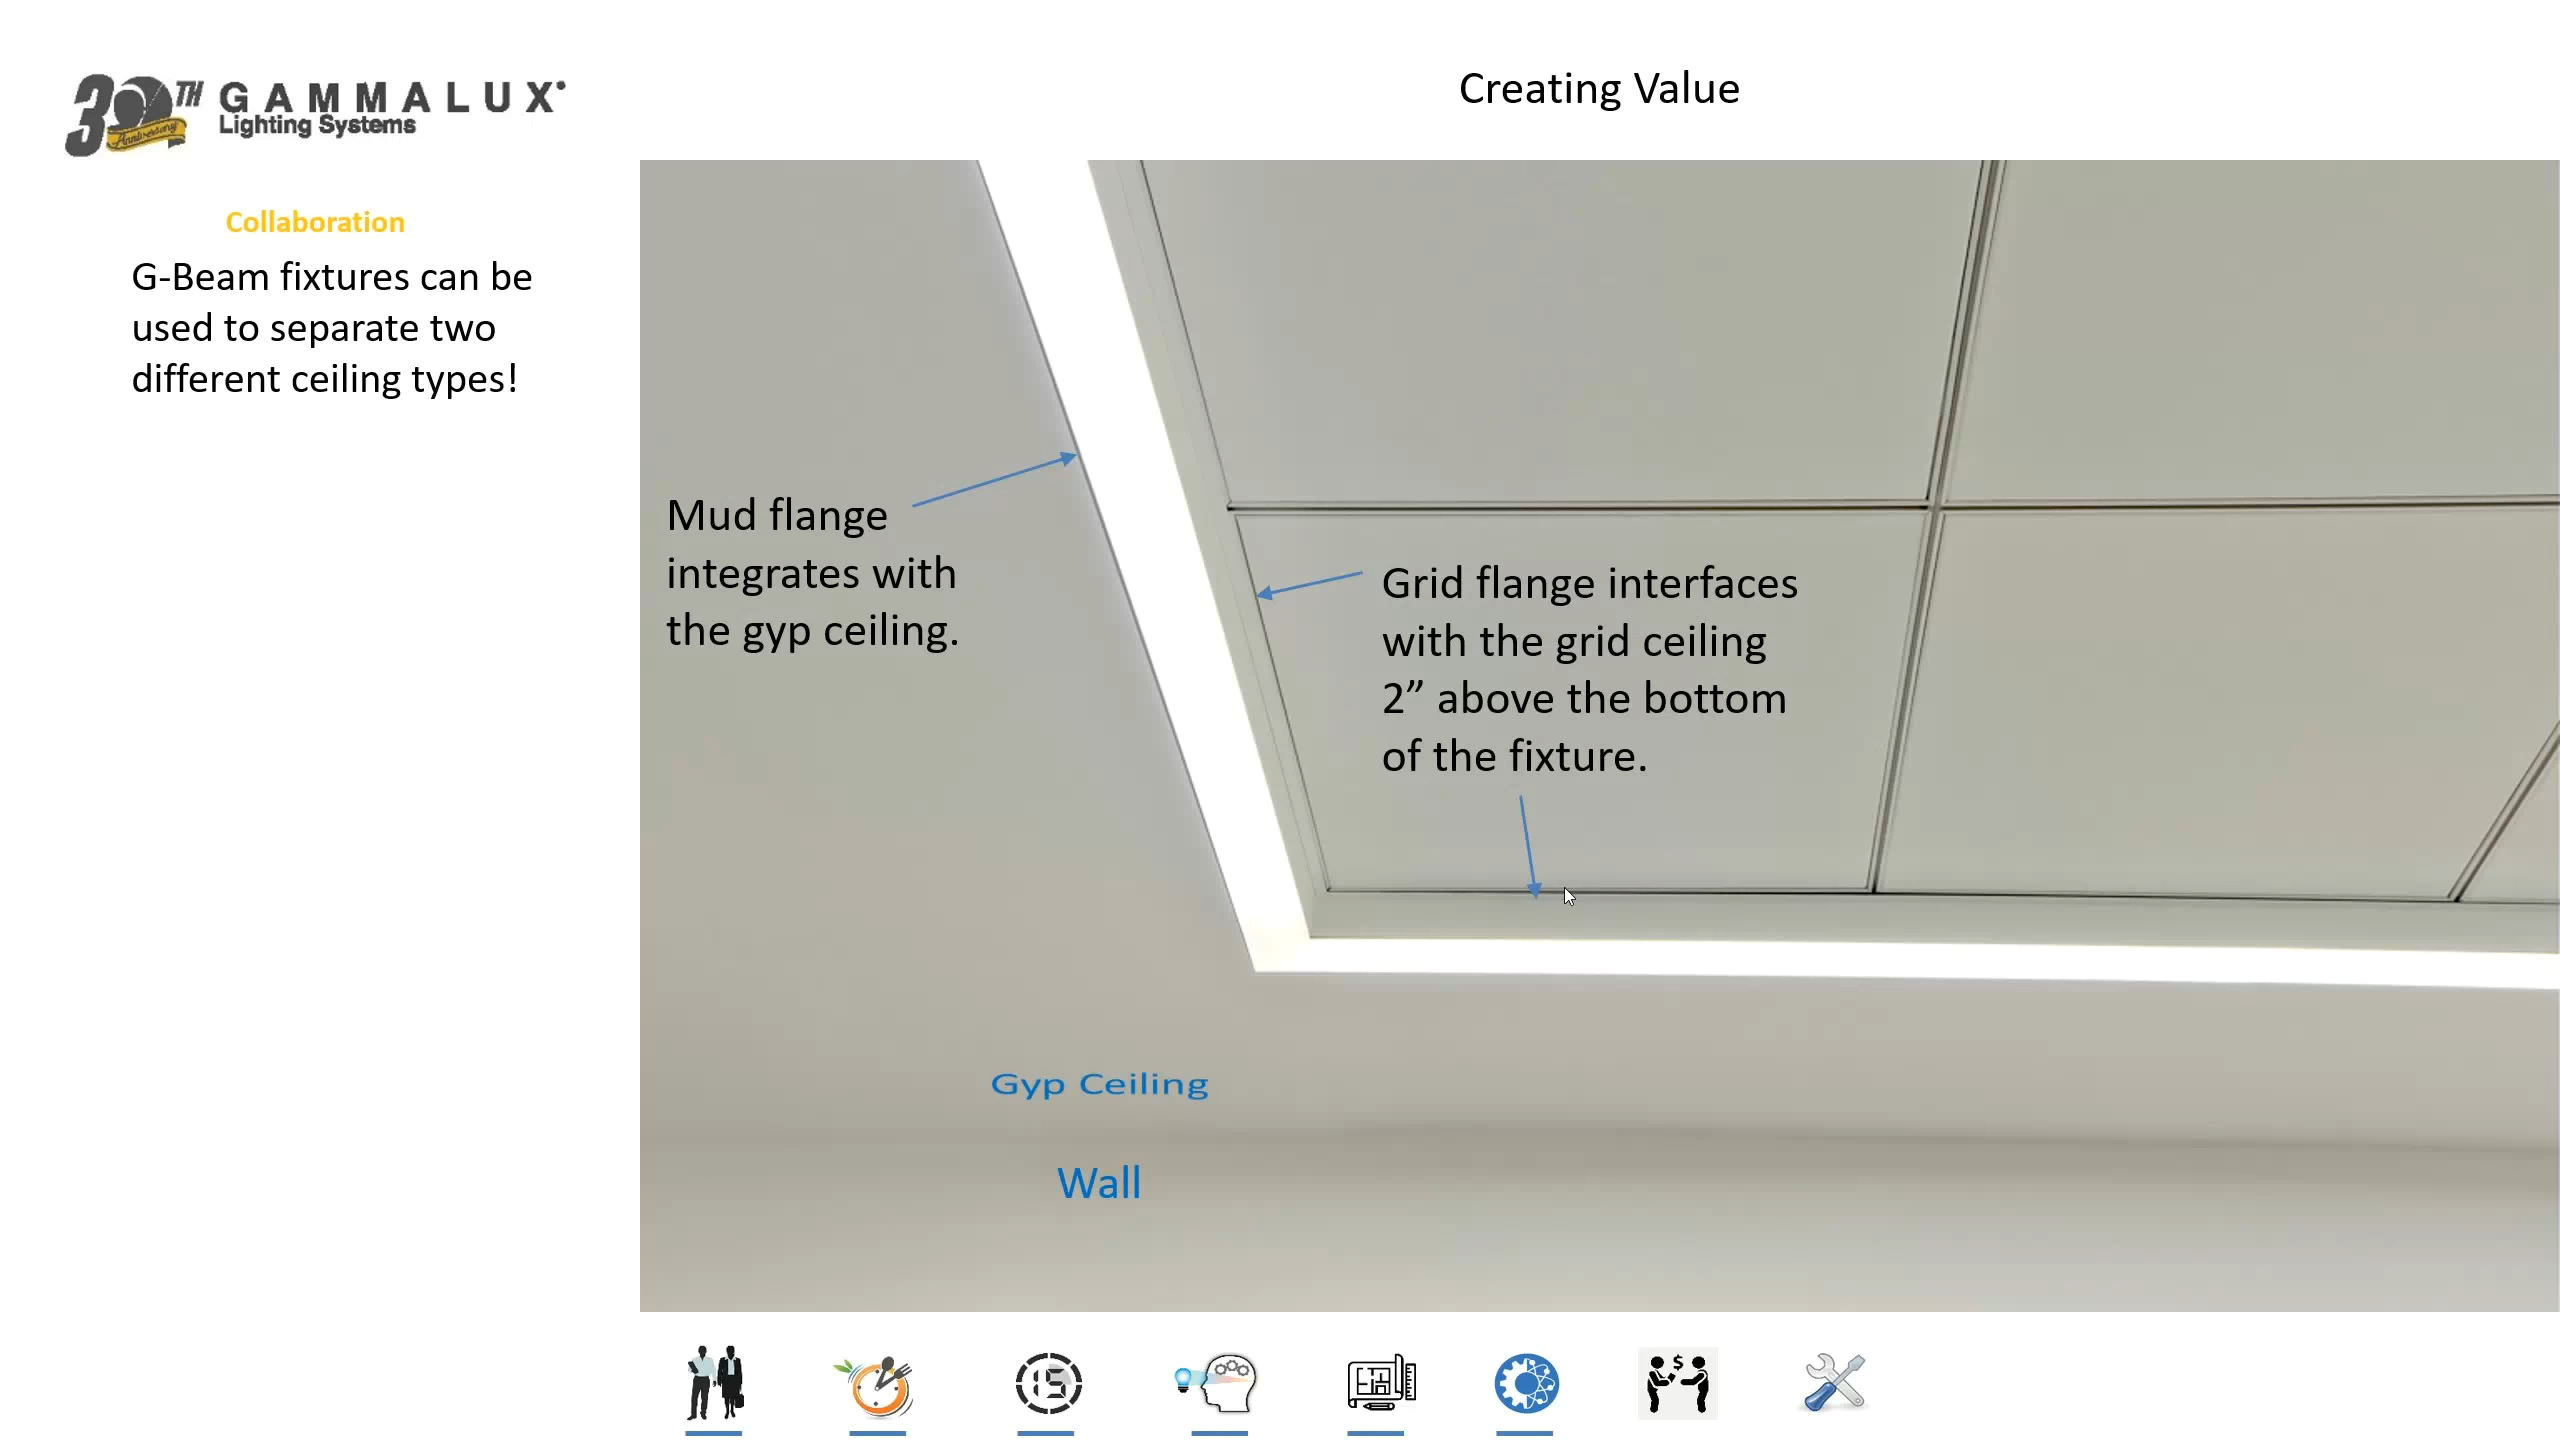 30TH
Anniversary
GAMMALUX
Lighting Systems
Creating Value
Collaboration
G-Beam fixtures can be
used to separate two
different ceiling types!
Mud flange
integrates with
the gyp ceiling.
Grid flange interfaces
with the grid ceiling
2” above the bottom
of the fixture.
Gyp Ceiling
Wall
15
$